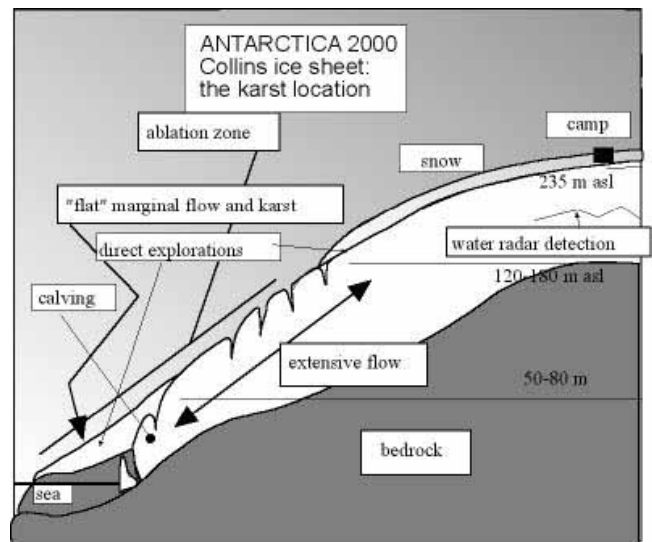 ANTARCTICA 2000
Collins ice sheet:
the karst location
ablation zone
camp
snow
235 m asl
"flat" marginal flow and karst
direct explorations
water radar detection
120-180 m asl
calving
extensive flow
50-80 m
bedrock
sea